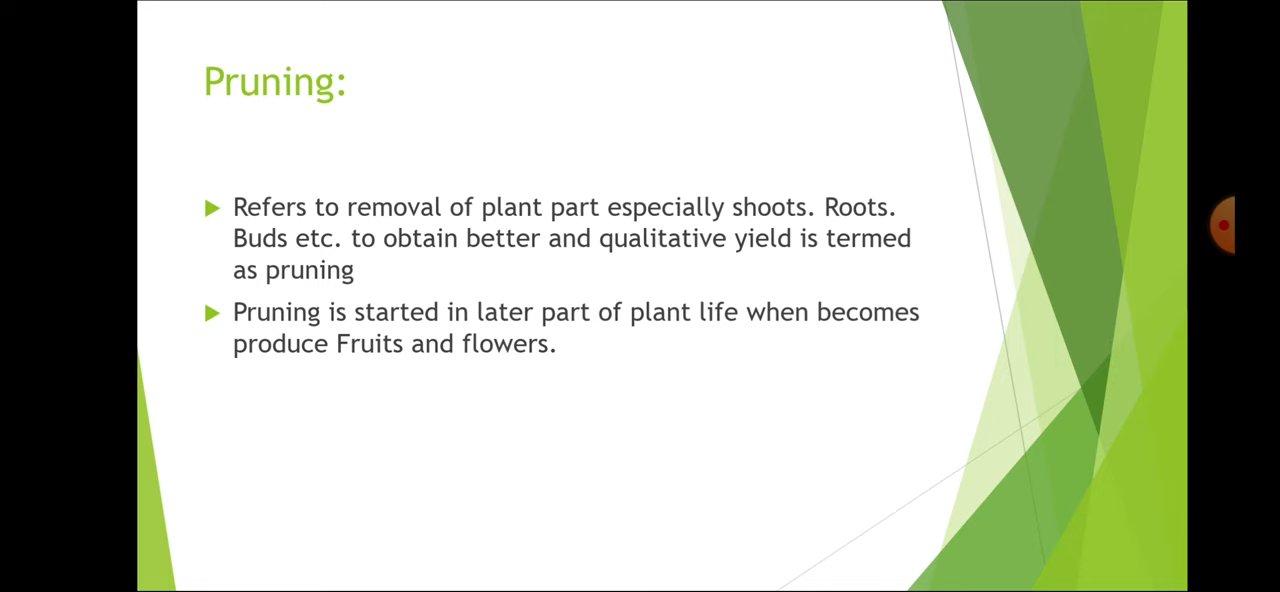 Pruning:
Refers to removal of plant part especially shoots. Roots.
Buds etc. to obtain better and qualitative yield is termed
as pruning
Pruning is started in later part of plant life when becomes
produce Fruits and flowers.